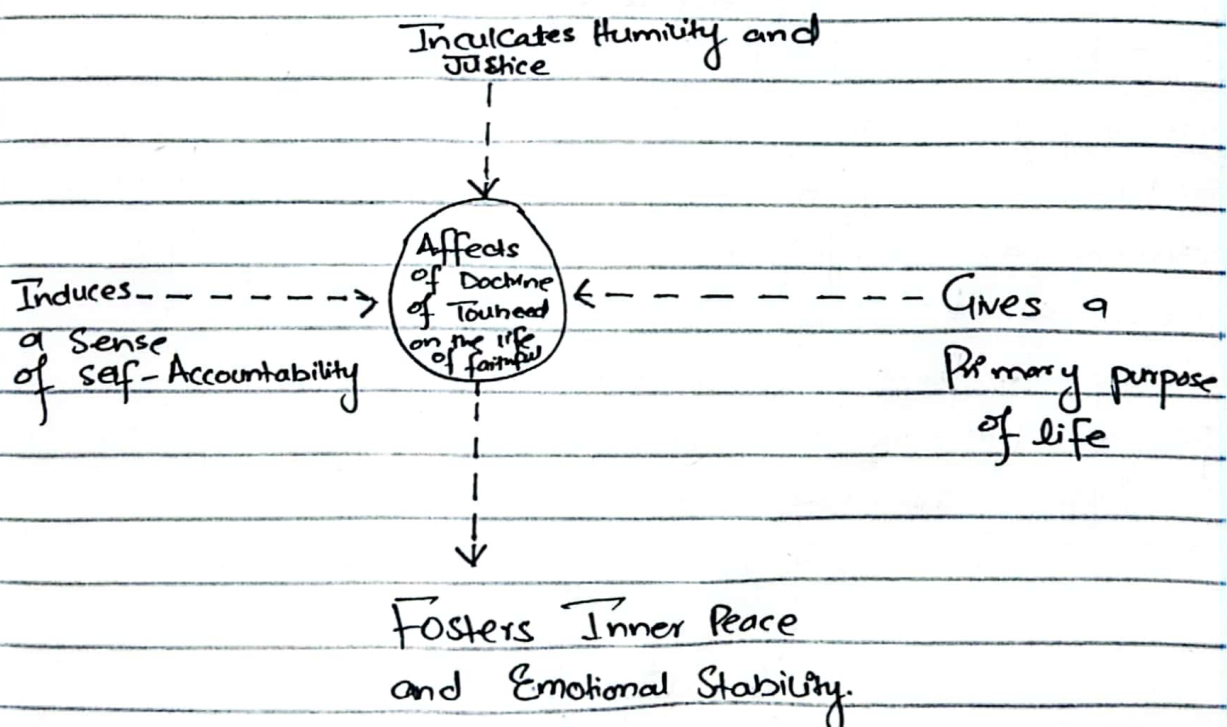 Inculcates Humility and
Justice
Affects
of Doctrine
of Touheed
on the life
of faithful
Induces
a Sense
of self-Accountability
Gives a
Primary purpose
of life
Fosters Inner Peace
and Emotional Stability.